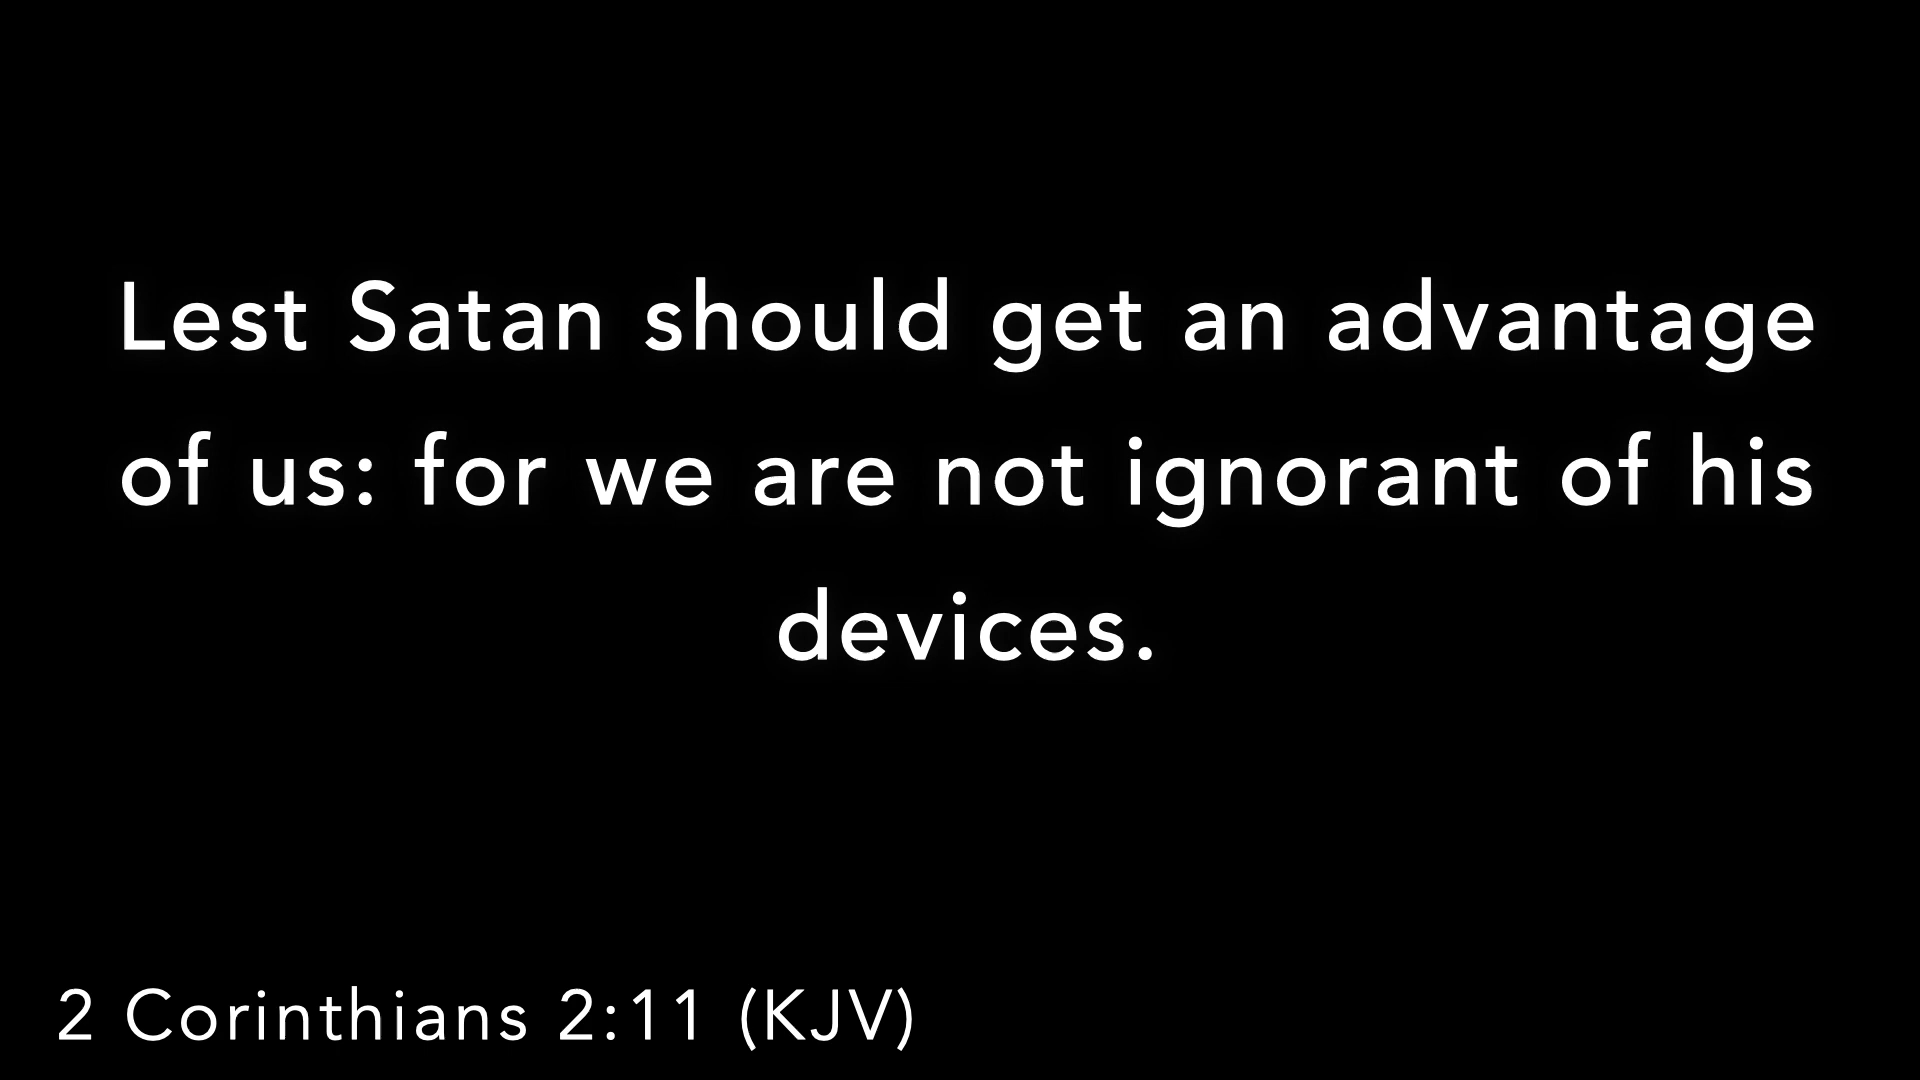 Lest Satan should get an advantage
of us: for we are not ignorant of his
devices.
2 Corinthians 2:11 (KJV)